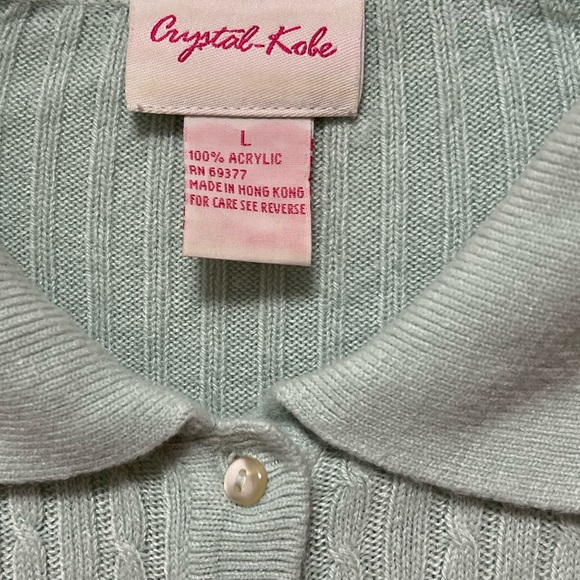 Crystal-Kobe
L
100% ACRYLIC
RN 69377
MADE IN HONG KONG
FOR CARE SEE REVERSE